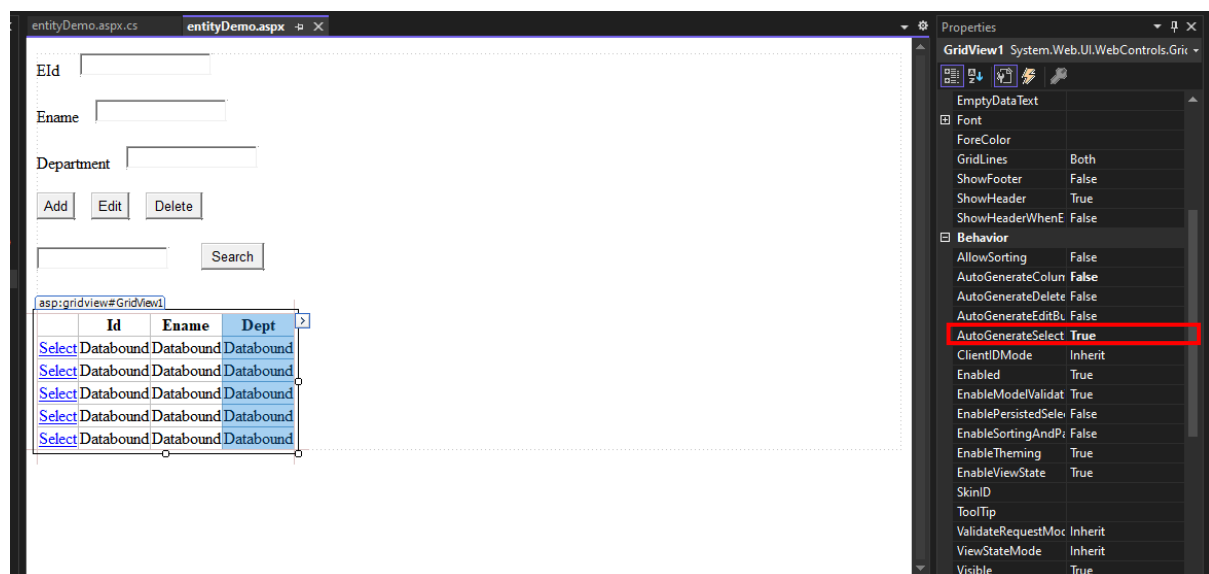 entityDemo.aspx.cs
entityDemo.aspx
EId
Ename
Department
Add Edit Delete
Search
asp:gridview#GridView1
Id Ename Dept
Select Databound Databound Databound
Select Databound Databound Databound
Select Databound Databound Databound
Select Databound Databound Databound
Select Databound Databound Databound
Properties
GridView1 System.Web.UI.WebControls.Gric
EmptyDataText
Font
ForeColor
GridLines Both
ShowFooter False
ShowHeader True
ShowHeaderWhenE False
Behavior
AllowSorting False
AutoGenerateColum False
AutoGenerateDelete False
AutoGenerateEditBu False
AutoGenerateSelect True
ClientIDMode Inherit
Enabled True
EnableModelValidat True
EnablePersistedSele False
EnableSortingAndPa False
EnableTheming True
EnableViewState True
SkinID
ToolTip
ValidateRequestMod Inherit
ViewStateMode Inherit
Visible True